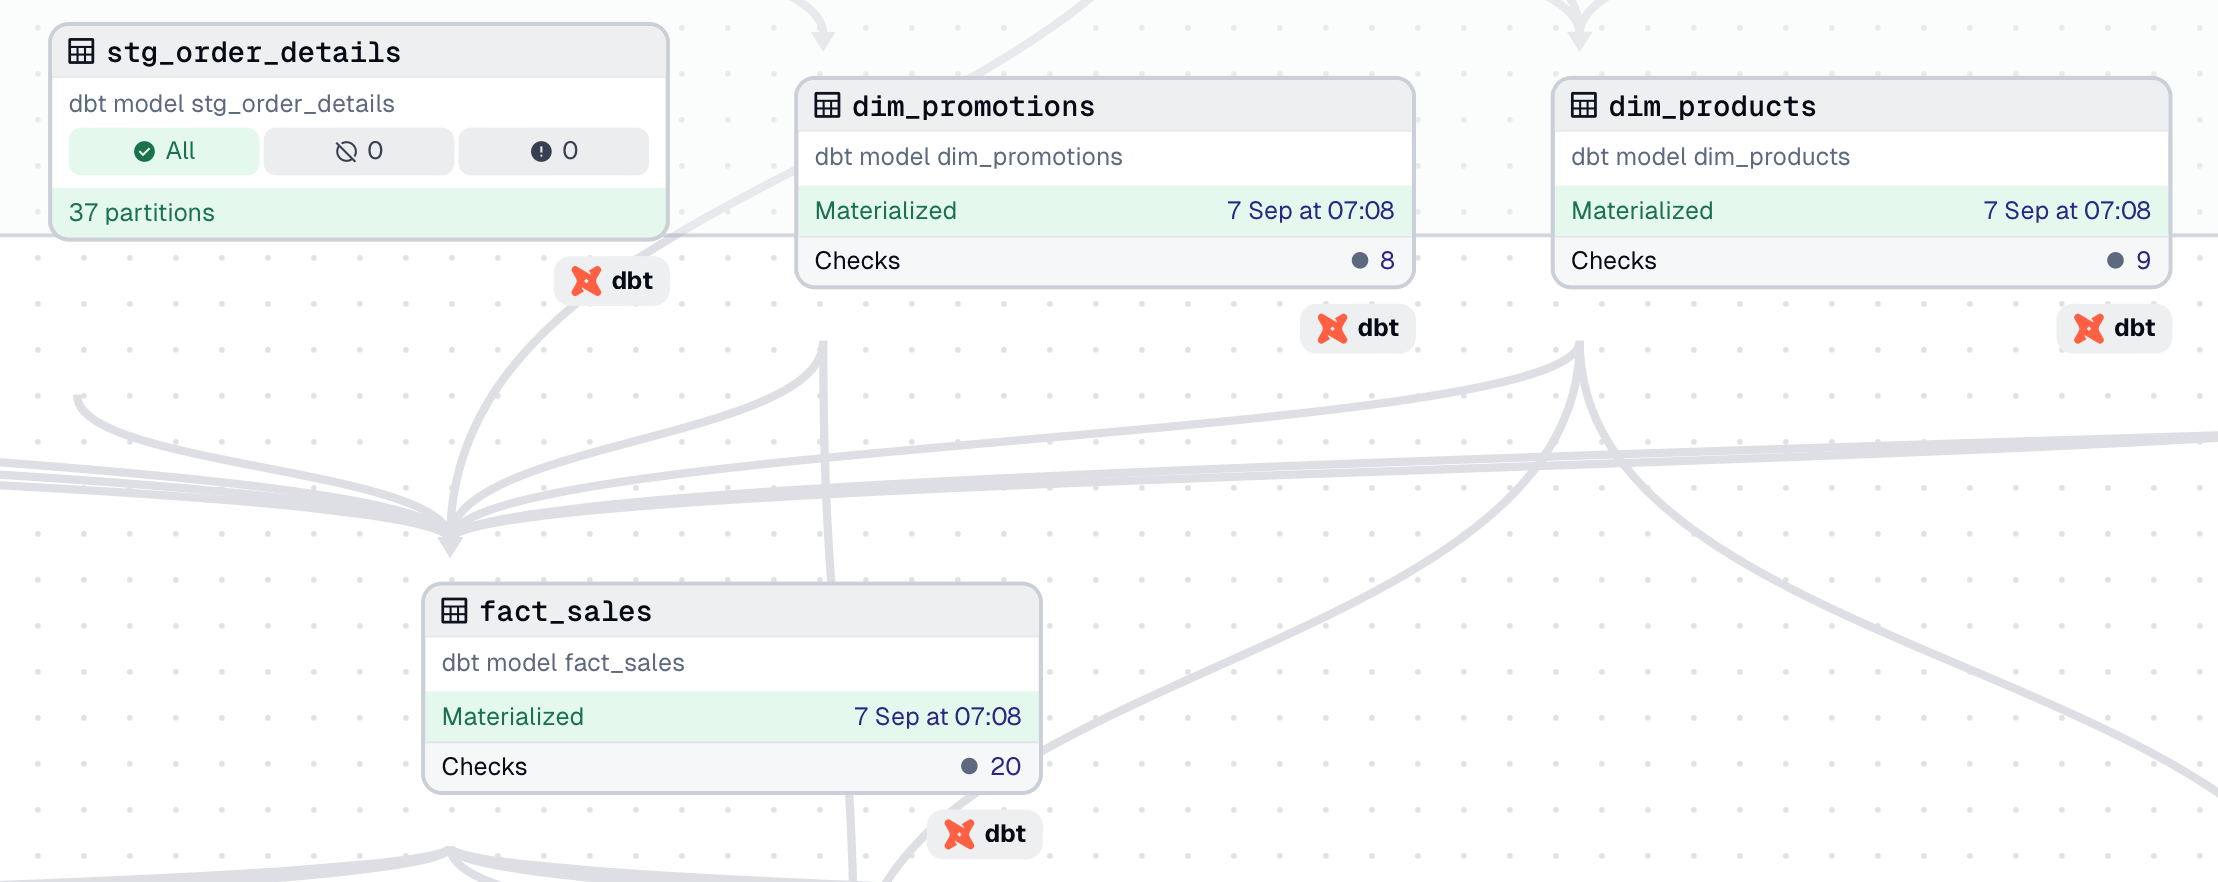 stg_order_details
dbt model stg_order_details
All 0 0
37 partitions
dbt
dim_promotions
dbt model dim_promotions
Materialized 7 Sep at 07:08
Checks 8
dbt
dim_products
dbt model dim_products
Materialized 7 Sep at 07:08
Checks 9
dbt
fact_sales
dbt model fact_sales
Materialized 7 Sep at 07:08
Checks 20
dbt